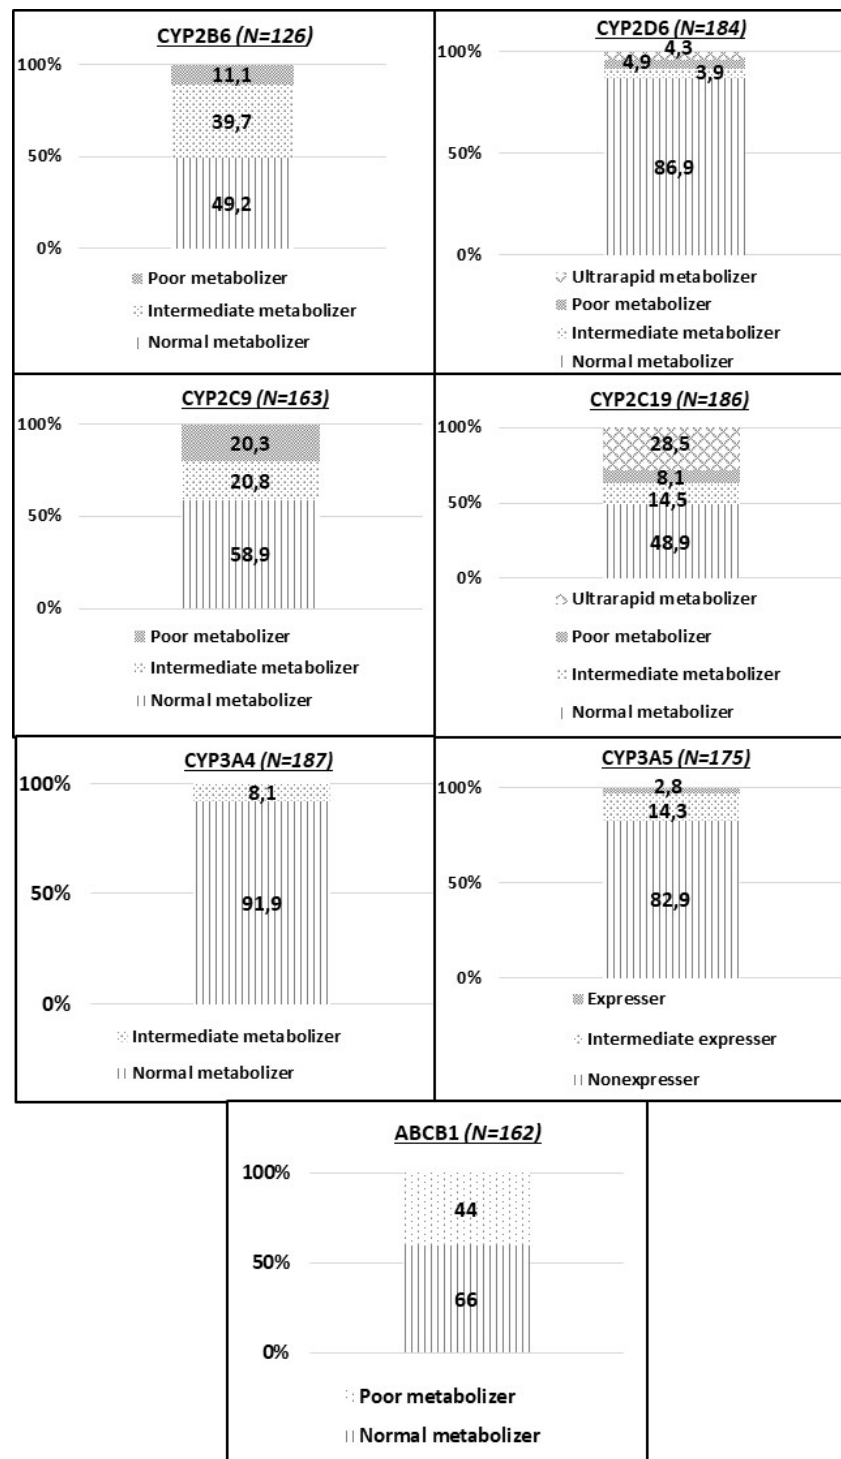 CYP2B6 (N=126)
100%
50%
0%
11,1
39,7
49,2
Poor metabolizer
Intermediate metabolizer
Normal metabolizer
CYP2D6 (N=184)
100%
50%
0%
4,3
4,9
3,9
86,9
Ultrarapid metabolizer
Poor metabolizer
Intermediate metabolizer
Normal metabolizer
CYP2C9 (N=163)
100%
50%
0%
20,3
20,8
58,9
Poor metabolizer
Intermediate metabolizer
Normal metabolizer
CYP2C19 (N=186)
100%
50%
0%
28,5
8,1
14,5
48,9
Ultrarapid metabolizer
Poor metabolizer
Intermediate metabolizer
Normal metabolizer
CYP3A4 (N=187)
100%
50%
0%
8,1
91,9
Intermediate metabolizer
Normal metabolizer
CYP3A5 (N=175)
100%
50%
0%
2,8
14,3
82,9
Expresser
Intermediate expresser
Nonexpresser
ABCB1 (N=162)
100%
50%
0%
44
66
Poor metabolizer
Normal metabolizer